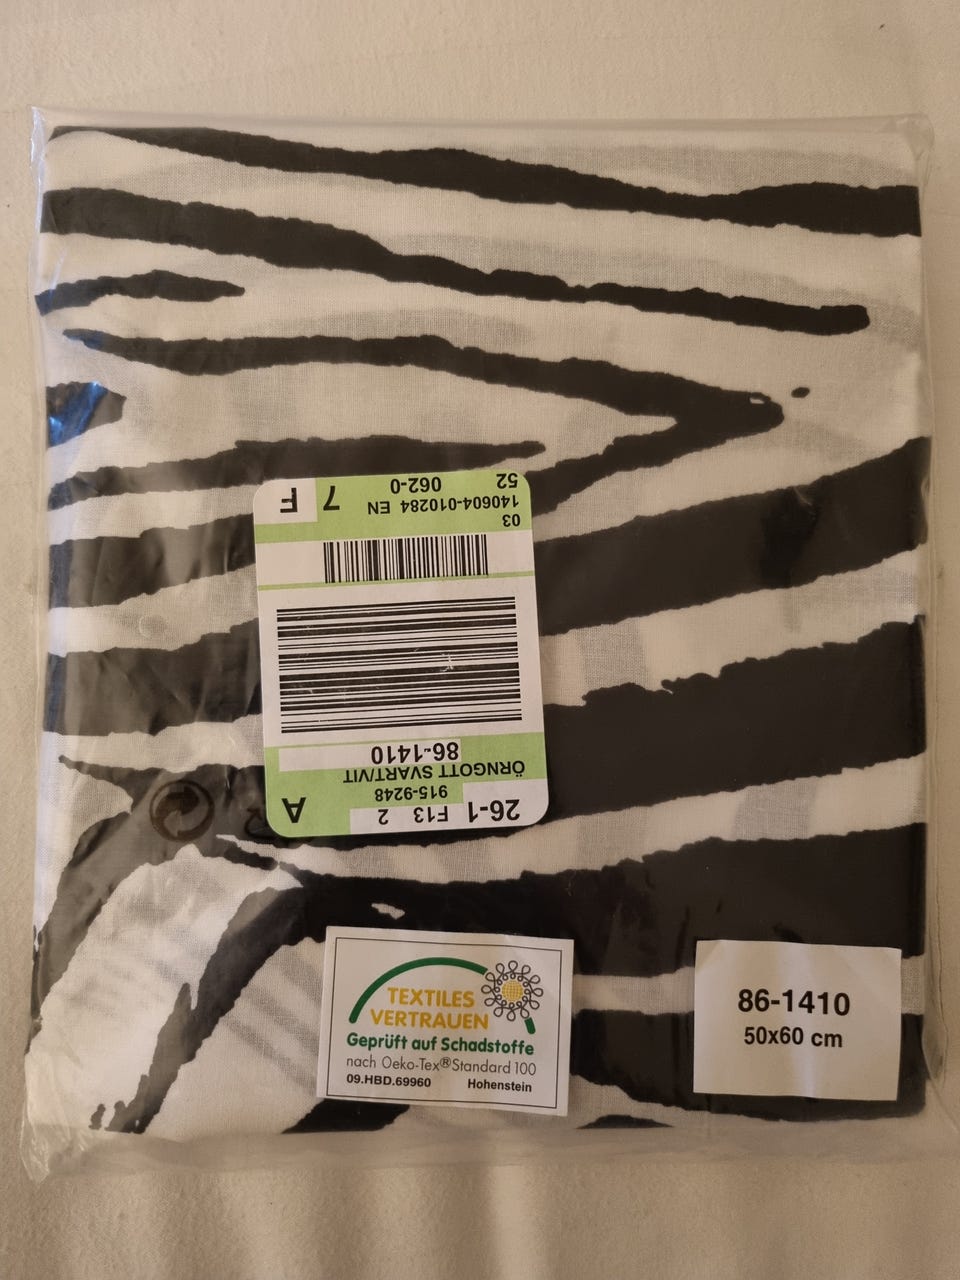 26-1 F13 2 A
915-9248
ÖRNGOTT SVART/VIT
86-1410
03
140604-010284 EN 7 F
52 062-0
TEXTILES
VERTRAUEN
Geprüft auf Schadstoffe
nach Oeko-Tex® Standard 100
09.HBD.69960 Hohenstein
86-1410
50x60 cm